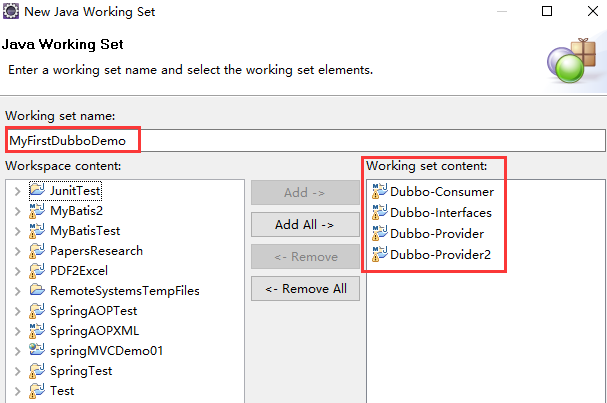 New Java Working Set
Java Working Set
Enter a working set name and select the working set elements.
Working set name:
MyFirstDubboDemo
Workspace content:
JunitTest
MyBatis2
MyBatisTest
PapersResearch
PDF2Excel
RemoteSystemsTempFiles
SpringAOPTest
SpringAOPXML
springMVCDemo01
SpringTest
Test
Add ->
Add All ->
<- Remove
<- Remove All
Working set content:
Dubbo-Consumer
Dubbo-Interfaces
Dubbo-Provider
Dubbo-Provider2